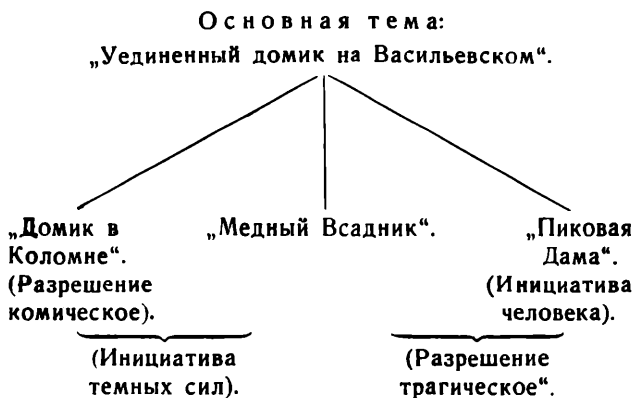 Основная тема:
„Уединенный домик на Васильевском“.
„Домик в
Коломне“.
(Разрешение
комическое).
„Медный Всадник“.
„Пиковая
Дама“.
(Инициатива
человека).
(Инициатива
темных сил).
(Разрешение
трагическое“.